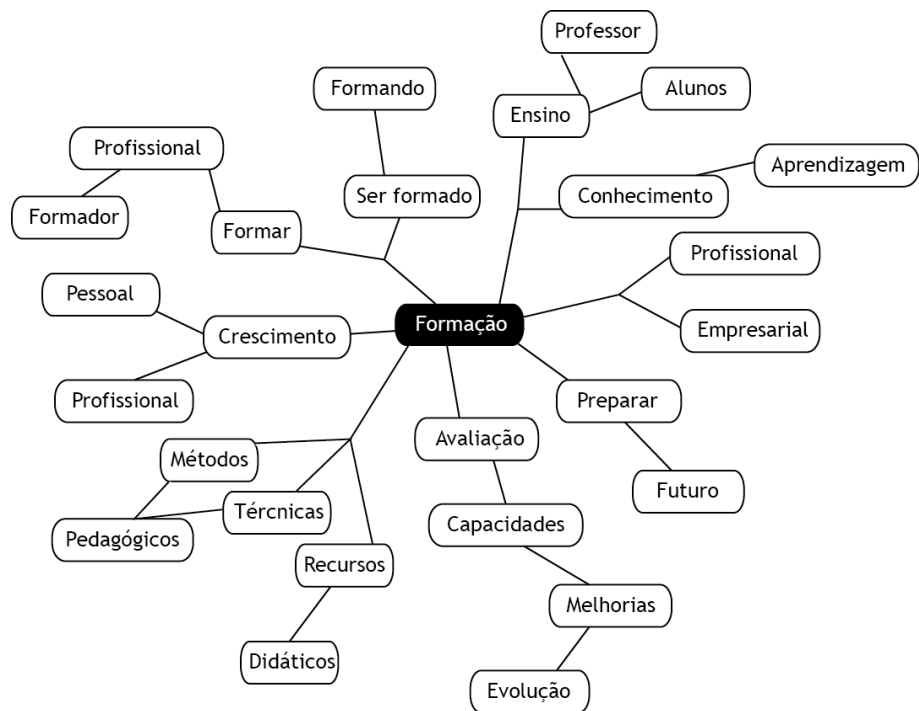 Professor
Formando
Alunos
Ensino
Profissional
Aprendizagem
Ser formado
Conhecimento
Formador
Formar
Profissional
Pessoal
Formação
Crescimento
Empresarial
Profissional
Preparar
Avaliação
Métodos
Futuro
Tércnicas
Capacidades
Pedagógicos
Recursos
Melhorias
Didáticos
Evolução